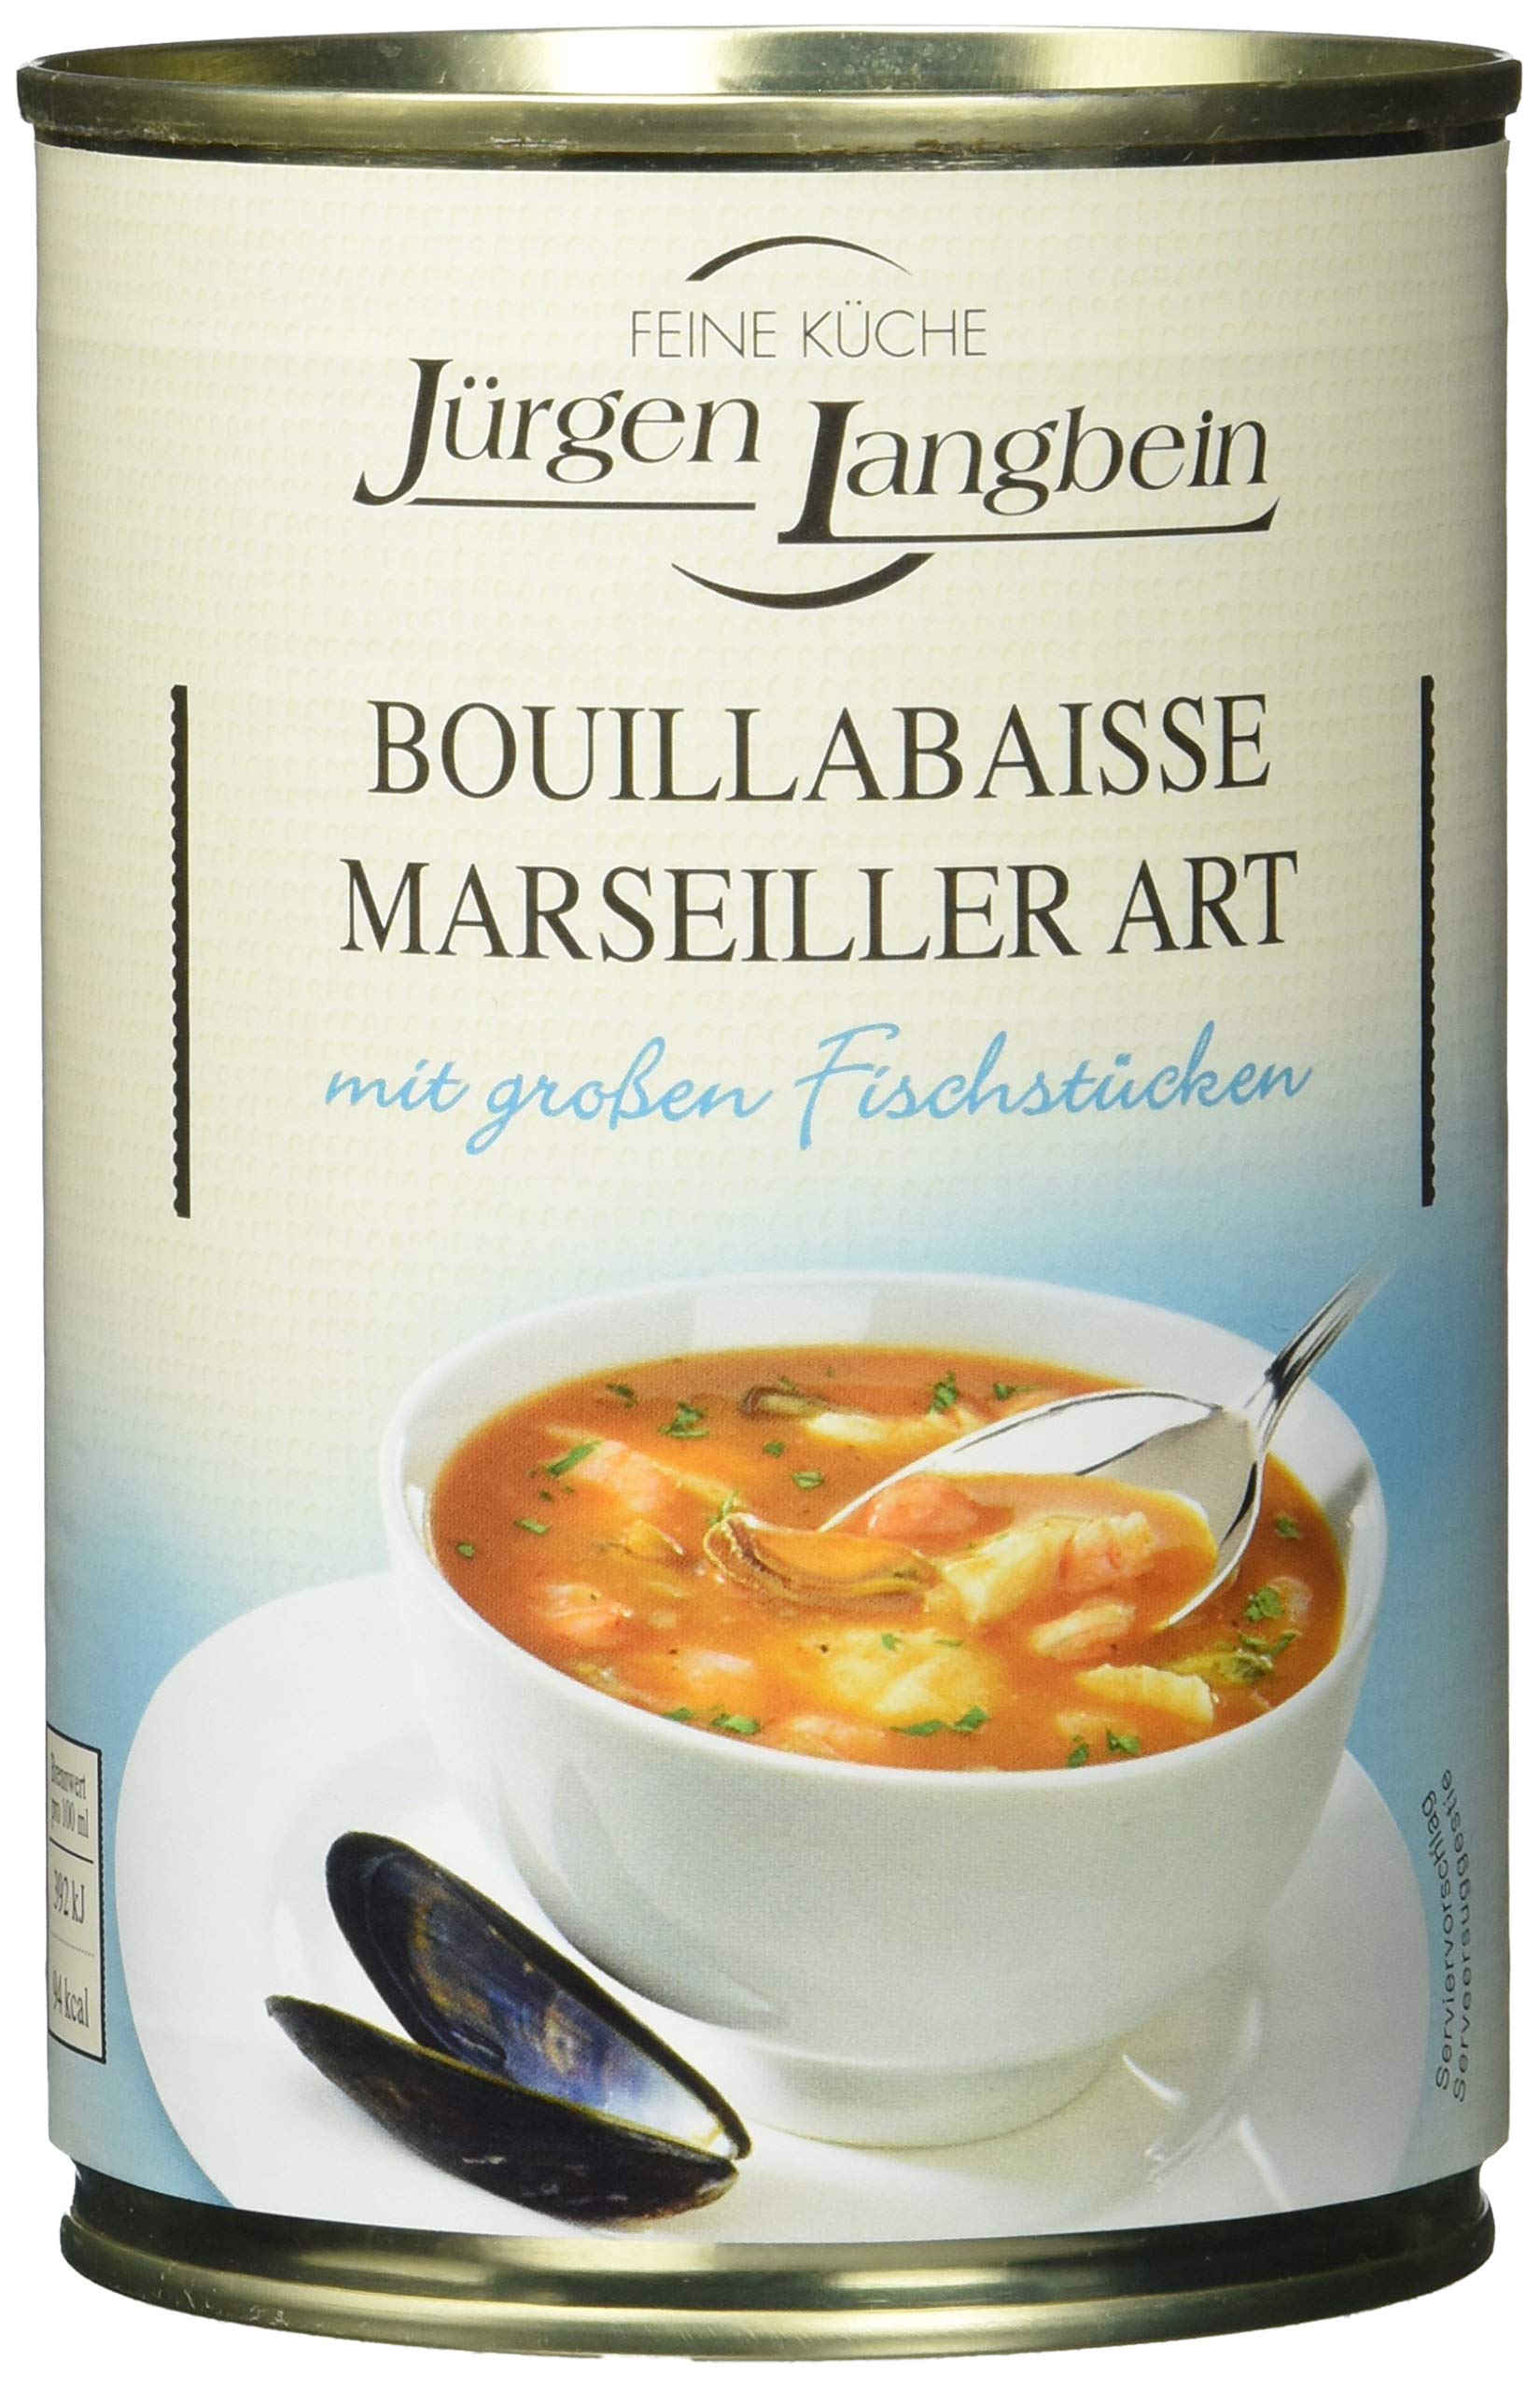 FEINE KÜCHE
Jürgen Langbein
BOUILLABAISSE
MARSEILLER ART
mit großen Fischstücken
Brennwert
pro 100 ml
392 kJ
94 kcal
Serviervorschlag
Serveersuggestie